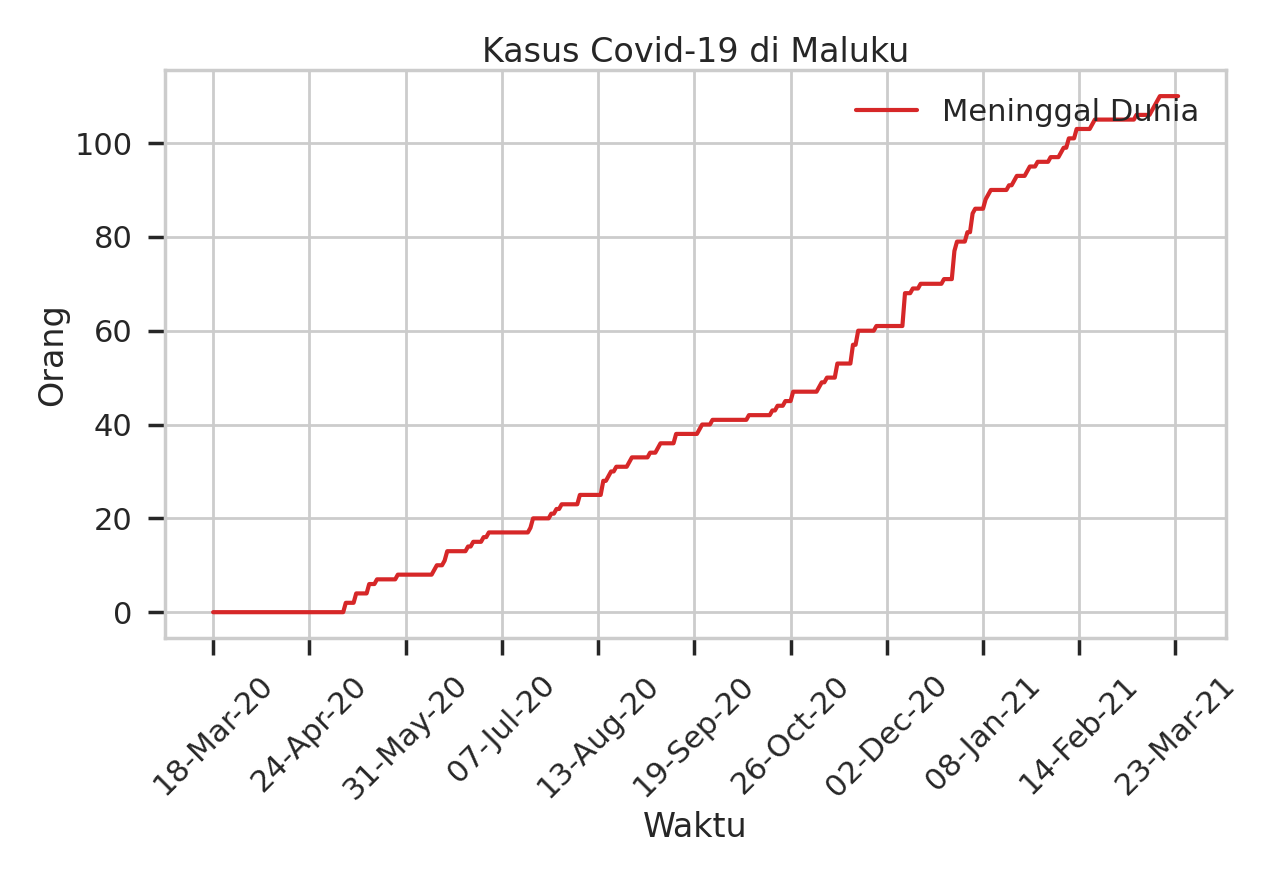 Kasus Covid-19 di Maluku
Meninggal Dunia
Orang
100
80
60
40
20
0
18-Mar-20
24-Apr-20
31-May-20
07-Jul-20
13-Aug-20
19-Sep-20
26-Oct-20
02-Dec-20
08-Jan-21
14-Feb-21
23-Mar-21
Waktu